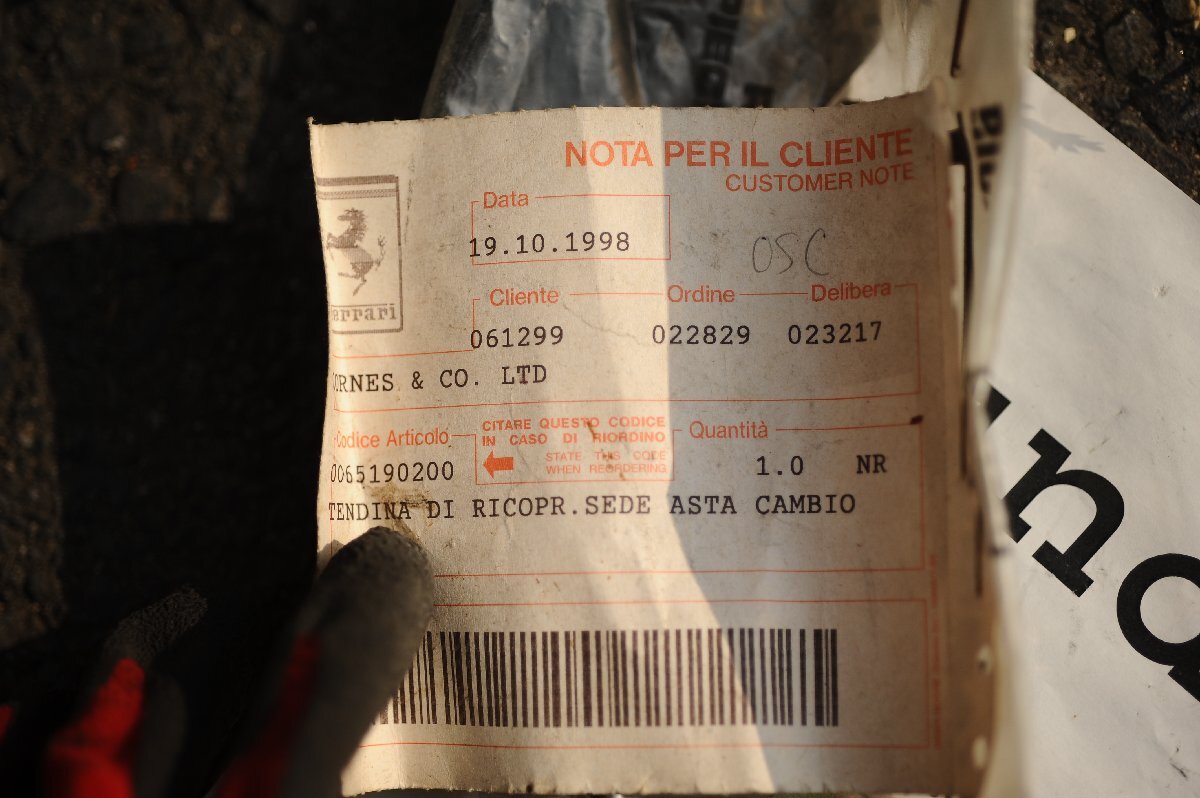 NOTA PER IL CLIENTE
CUSTOMER NOTE
Data
19.10.1998
OSC
Ferrari
Cliente Ordine Delibera
061299 022829 023217
ORNES & CO. LTD
Codice Articolo
CITARE QUESTO CODICE
IN CASO DI RIORDINO
STATE THIS CODE
WHEN REORDERING
Quantità
0065190200
1.0 NR
TENDINA DI RICOPR.SEDE ASTA CAMBIO